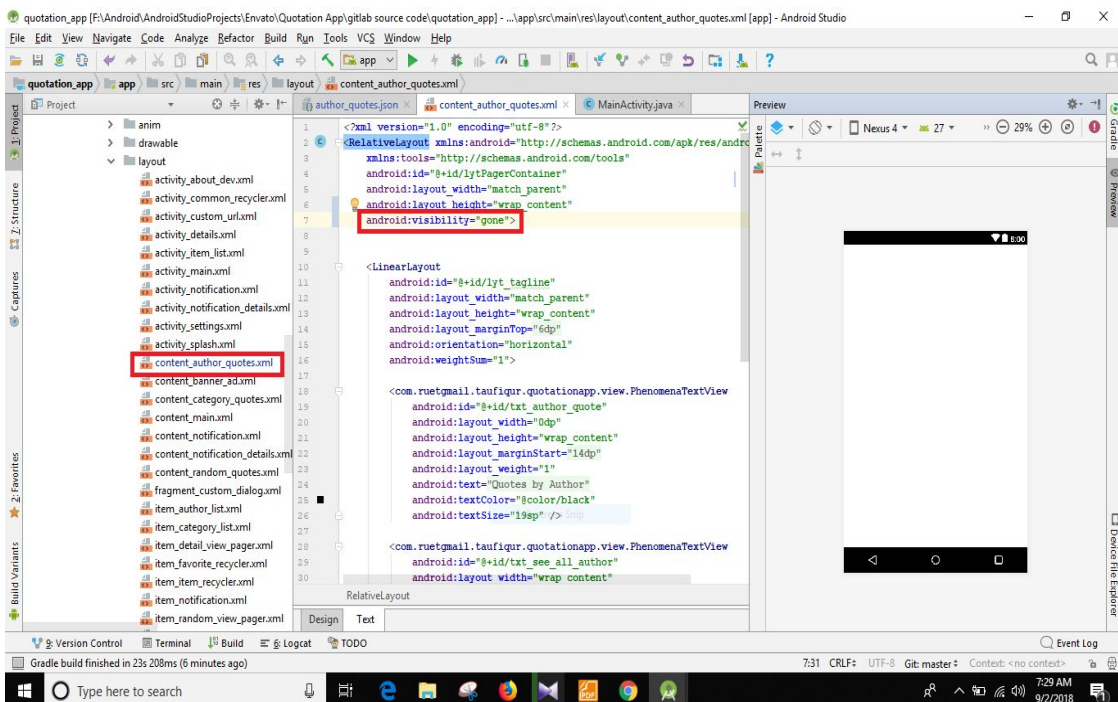 quotation_app [F:\Android\AndroidStudioProjects\Envato\Quotation App\gitlab source code\quotation_app] - ...\app\src\main\res\layout\content_author_quotes.xml [app] - Android Studio
File Edit View Navigate Code Analyze Refactor Build Run Tools VCS Window Help
app
quotation_app app src main res layout content_author_quotes.xml
Project
author_quotes.json content_author_quotes.xml MainActivity.java
Preview
1: Project
7: Structure
Captures
2: Favorites
Build Variants
anim
drawable
layout
activity_about_dev.xml
activity_common_recycler.xml
activity_custom_url.xml
activity_details.xml
activity_item_list.xml
activity_main.xml
activity_notification.xml
activity_notification_details.xml
activity_settings.xml
activity_splash.xml
content_author_quotes.xml
content_banner_ad.xml
content_category_quotes.xml
content_main.xml
content_notification.xml
content_notification_details.xml
content_random_quotes.xml
fragment_custom_dialog.xml
item_author_list.xml
item_category_list.xml
item_detail_view_pager.xml
item_favorite_recycler.xml
item_item_recycler.xml
item_notification.xml
item_random_view_pager.xml
1 <?xml version="1.0" encoding="utf-8"?>
2 <RelativeLayout xmlns:android="http://schemas.android.com/apk/res/andro
3 xmlns:tools="http://schemas.android.com/tools"
4 android:id="@+id/lytPagerContainer"
5 android:layout_width="match_parent"
6 android:layout_height="wrap_content"
7 android:visibility="gone">
8
9
10 <LinearLayout
11 android:id="@+id/lyt_tagline"
12 android:layout_width="match_parent"
13 android:layout_height="wrap_content"
14 android:layout_marginTop="6dp"
15 android:orientation="horizontal"
16 android:weightSum="1">
17
18 <com.ruetgmail.taufiqur.quotationapp.view.PhenomenaTextView
19 android:id="@+id/txt_author_quote"
20 android:layout_width="0dp"
21 android:layout_height="wrap_content"
22 android:layout_marginStart="14dp"
23 android:layout_weight="1"
24 android:text="Quotes by Author"
25 android:textColor="@color/black"
26 android:textSize="19sp" />
27
28 <com.ruetgmail.taufiqur.quotationapp.view.PhenomenaTextView
29 android:id="@+id/txt_see_all_author"
30 android:layout_width="wrap_content"
RelativeLayout
Design Text
Palette
Nexus 4 27 29%
6:00
Gradle
Preview
Device File Explorer
9: Version Control Terminal Build 6: Logcat TODO Event Log
Gradle build finished in 23s 208ms (6 minutes ago) 7:31 CRLF UTF-8 Git: master Context: <no context>
Type here to search
PDF
7:29 AM
9/2/2018